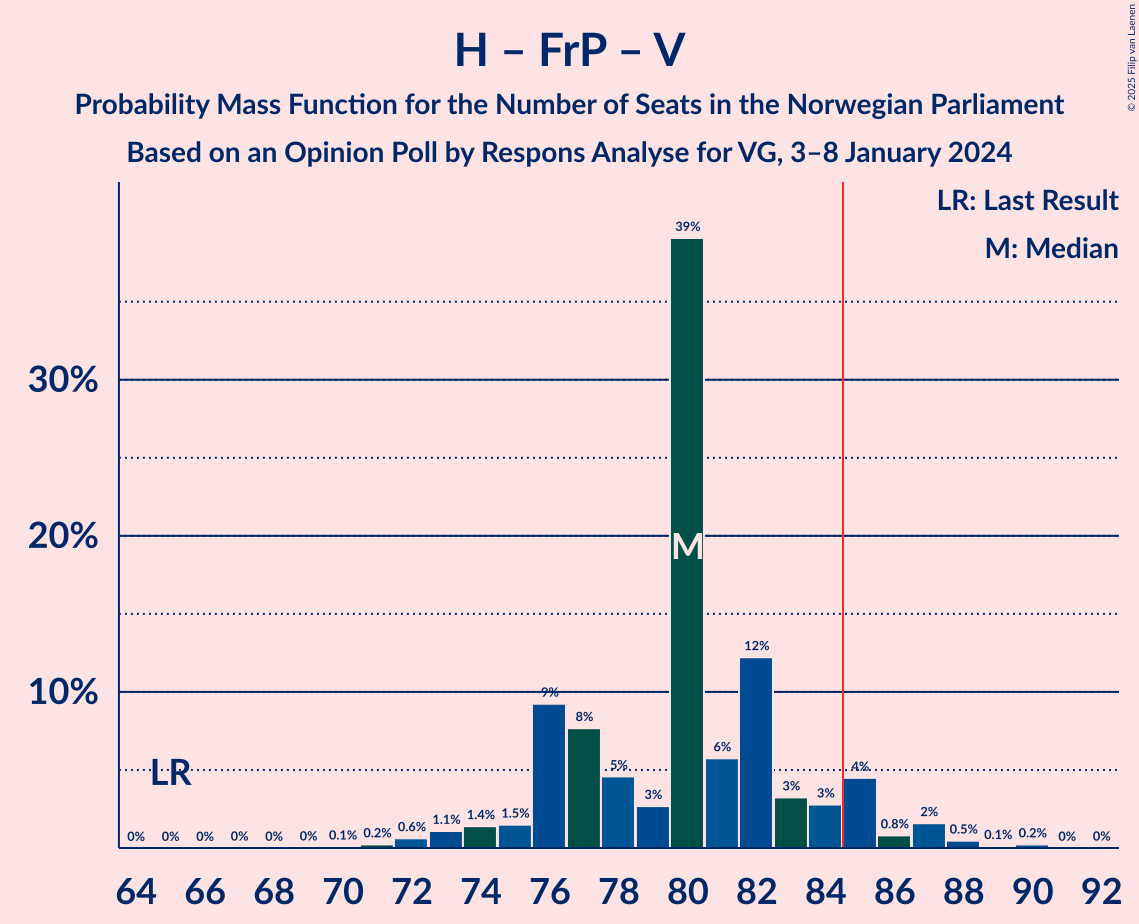 H – FrP – V
Probability Mass Function for the Number of Seats in the Norwegian Parliament
Based on an Opinion Poll by Respons Analyse for VG, 3–8 January 2024
© 2025 Filip van Laenen
LR: Last Result
M: Median
39%
30%
20%
M
12%
10%
9%
8%
6%
5%
4%
LR
3%
3%
3%
2%
0% 0% 0% 0% 0% 0% 0.1% 0.2% 0.6% 1.1% 1.4% 1.5% 0.8% 0.5% 0.1% 0.2% 0% 0%
64 66 68 70 72 74 76 78 80 82 84 86 88 90 92